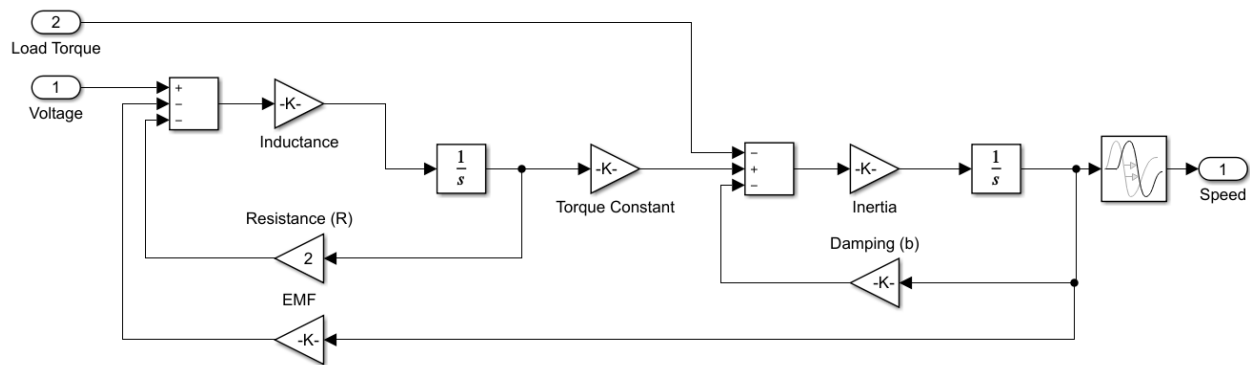 2
Load Torque
1
Voltage
+
−
−
-K-
Inductance
1
s
-K-
Torque Constant
−
+
−
-K-
Inertia
1
s
1
Speed
Resistance (R)
2
Damping (b)
-K-
EMF
-K-